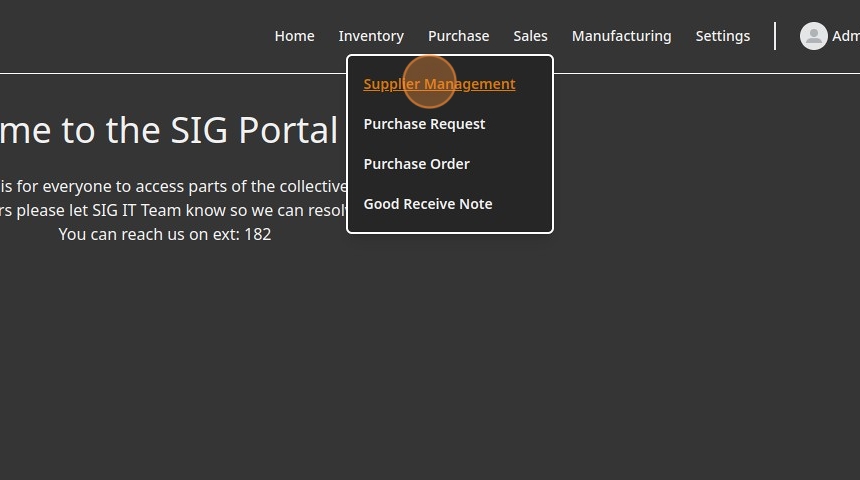 Home Inventory Purchase Sales Manufacturing Settings Adm
Supplier Management
Purchase Request
Purchase Order
Good Receive Note
me to the SIG Portal
is for everyone to access parts of the collective
rs please let SIG IT Team know so we can resol
You can reach us on ext: 182